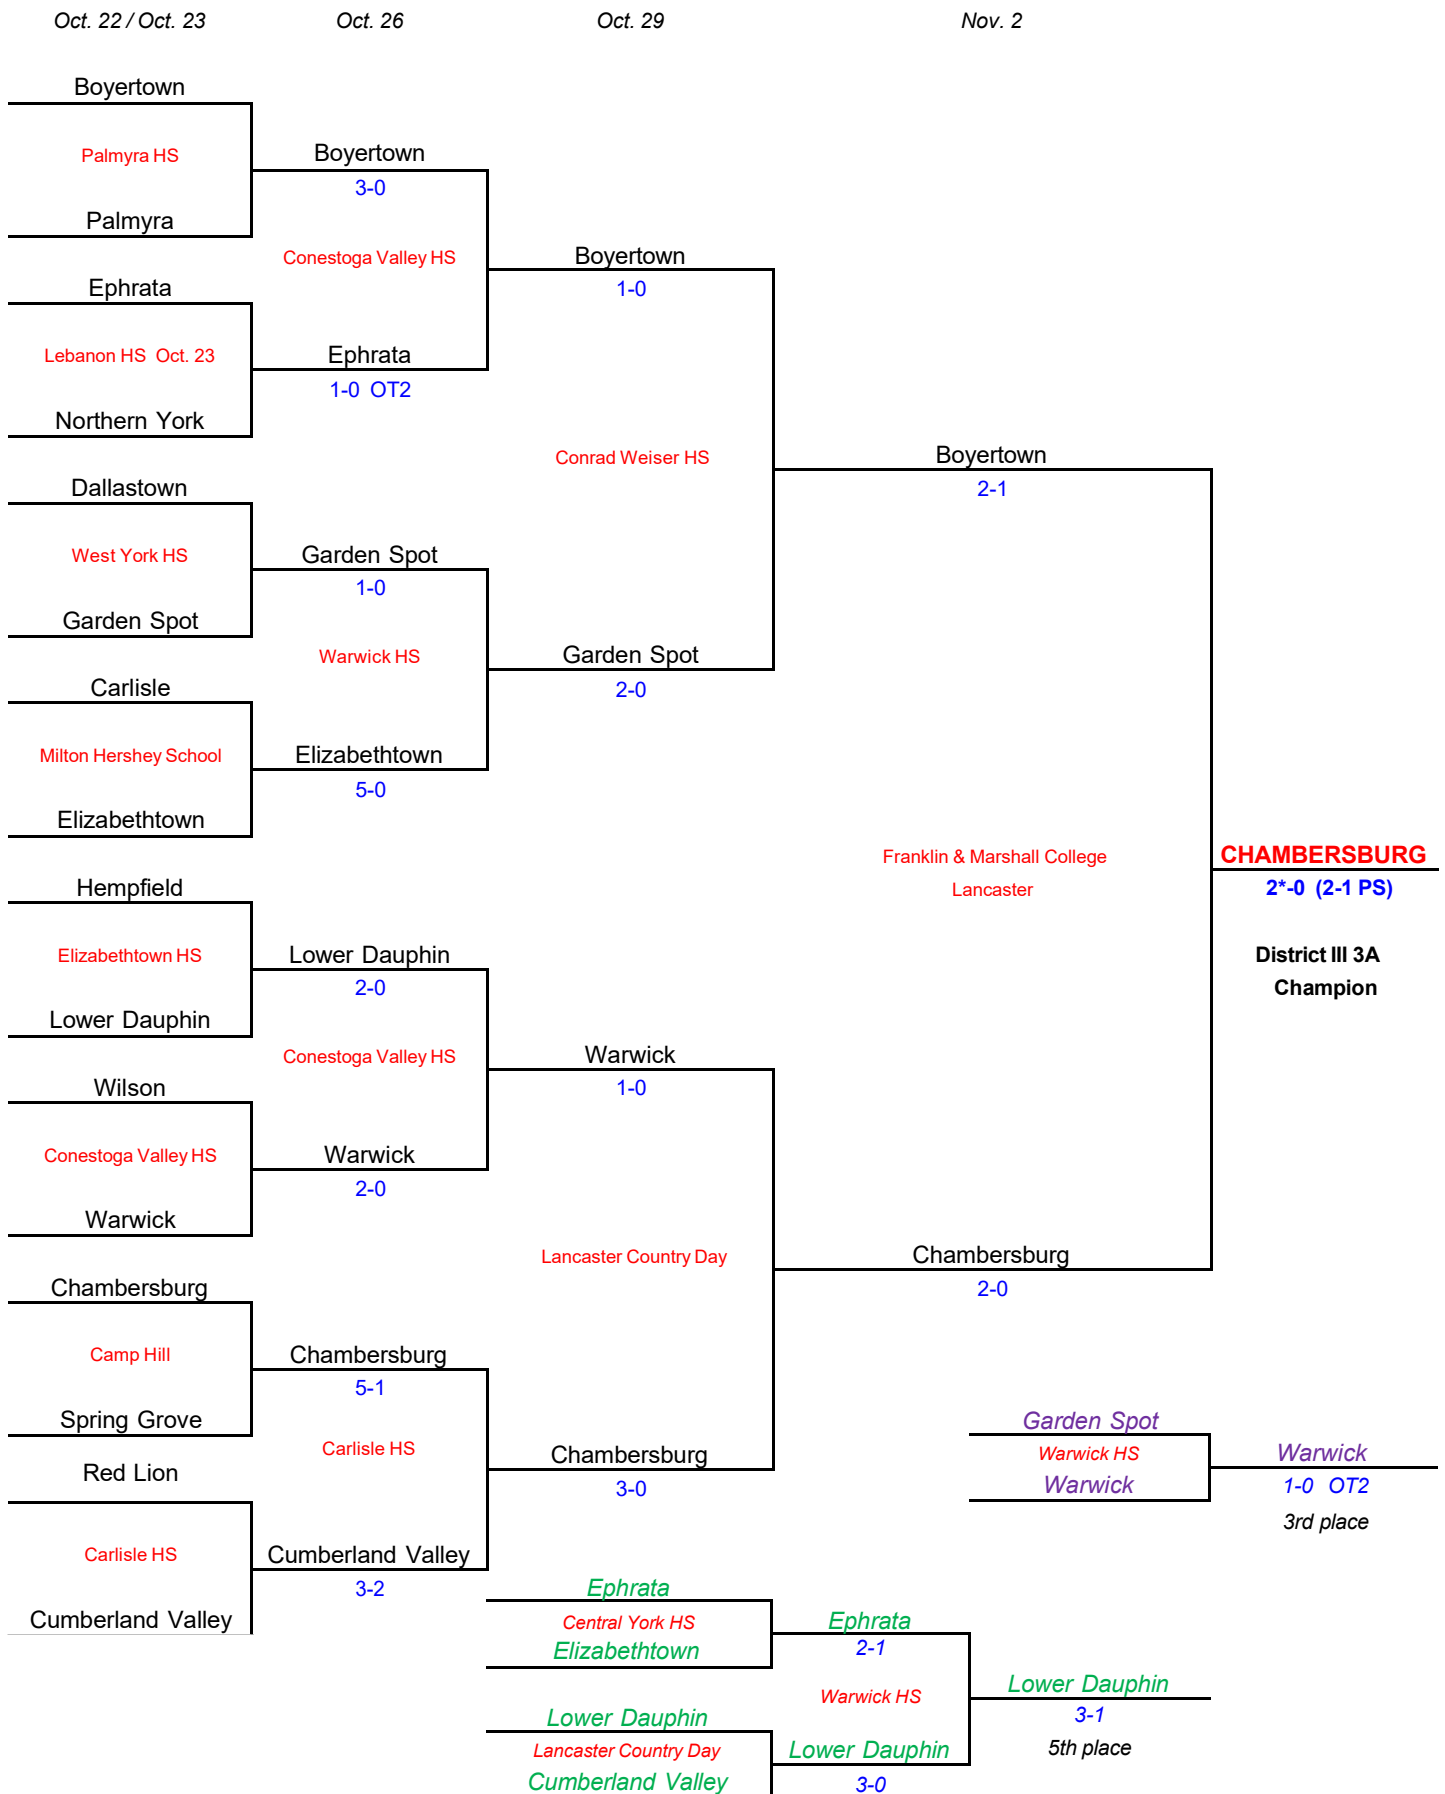 Oct. 22 / Oct. 23
Oct. 26
Oct. 29
Nov. 2
Boyertown
Palmyra HS
Palmyra
Boyertown
3-0
Ephrata
Lebanon HS Oct. 23
Northern York
Conestoga Valley HS
Ephrata
1-0 OT2
Boyertown
1-0
Dallastown
West York HS
Garden Spot
Garden Spot
1-0
Carlisle
Milton Hershey School
Elizabethtown
Warwick HS
Elizabethtown
5-0
Garden Spot
2-0
Conrad Weiser HS
Boyertown
2-1
Hempfield
Elizabethtown HS
Lower Dauphin
Lower Dauphin
2-0
Wilson
Conestoga Valley HS
Warwick
Conestoga Valley HS
Warwick
2-0
Warwick
1-0
Chambersburg
Camp Hill
Spring Grove
Chambersburg
5-1
Red Lion
Carlisle HS
Cumberland Valley
Carlisle HS
Cumberland Valley
3-2
Chambersburg
3-0
Lancaster Country Day
Chambersburg
2-0
Franklin & Marshall College
Lancaster
CHAMBERSBURG
2*-0 (2-1 PS)
District III 3A
Champion
Garden Spot
Warwick HS
Warwick
Warwick
1-0 OT2
3rd place
Ephrata
Central York HS
Elizabethtown
Ephrata
2-1
Warwick HS
Lower Dauphin
Lancaster Country Day
Cumberland Valley
Lower Dauphin
3-0
Lower Dauphin
3-1
5th place